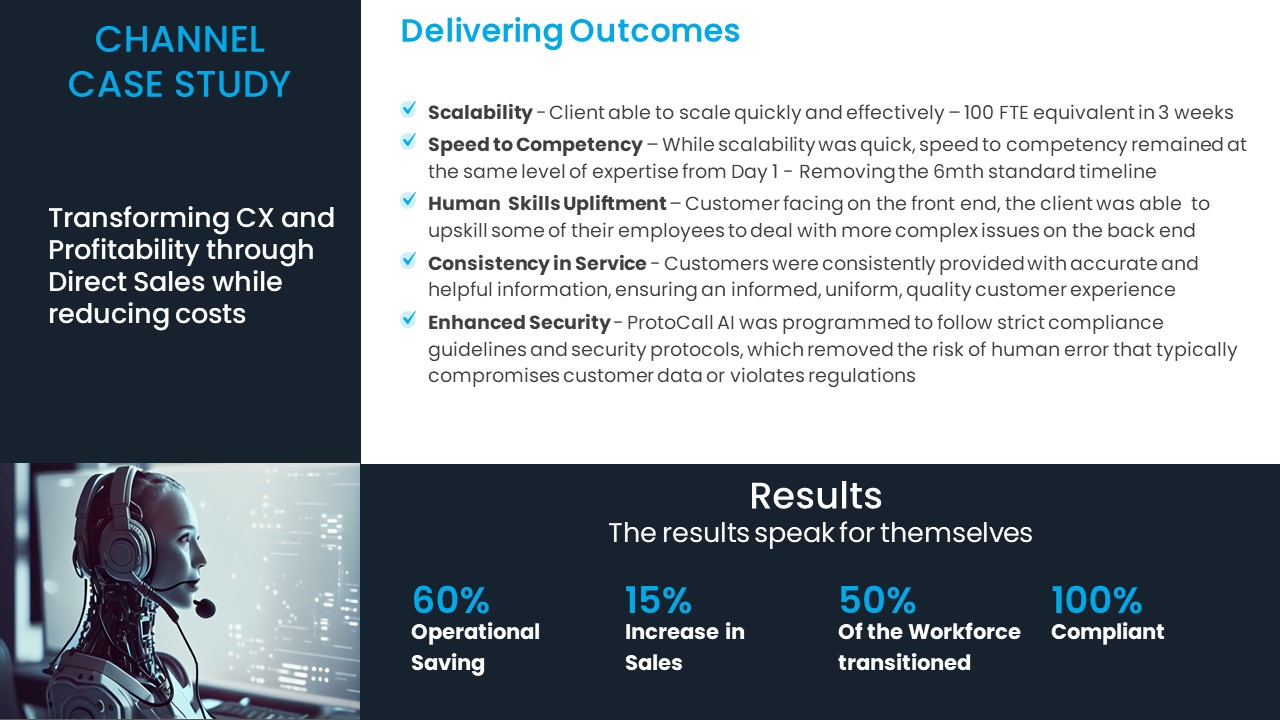 CHANNEL
CASE STUDY
Transforming CX and
Profitability through
Direct Sales while
reducing costs
Delivering Outcomes
Scalability - Client able to scale quickly and effectively – 100 FTE equivalent in 3 weeks
Speed to Competency – While scalability was quick, speed to competency remained at
the same level of expertise from Day 1 - Removing the 6mth standard timeline
Human Skills Upliftment – Customer facing on the front end, the client was able to
upskill some of their employees to deal with more complex issues on the back end
Consistency in Service - Customers were consistently provided with accurate and
helpful information, ensuring an informed, uniform, quality customer experience
Enhanced Security - ProtoCall AI was programmed to follow strict compliance
guidelines and security protocols, which removed the risk of human error that typically
compromises customer data or violates regulations
Results
The results speak for themselves
60%
Operational
Saving
15%
Increase in
Sales
50%
Of the Workforce
transitioned
100%
Compliant